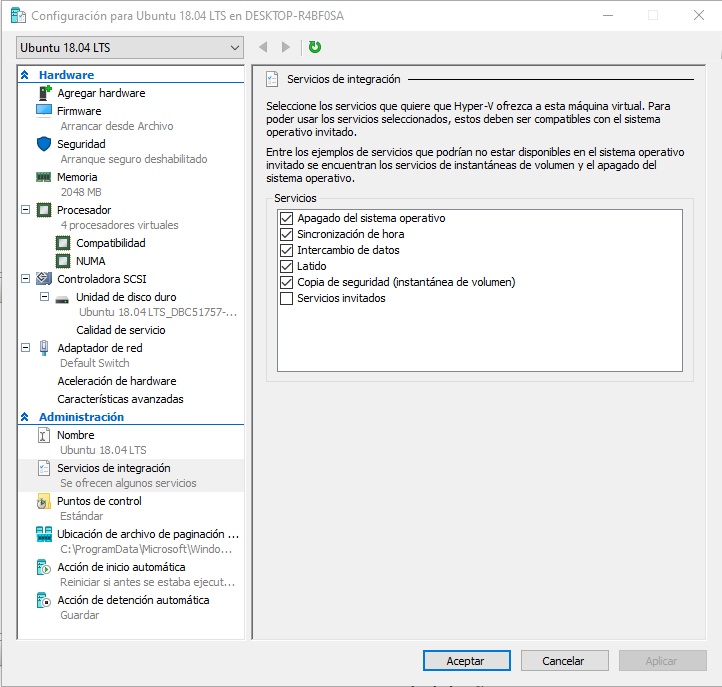 Configuración para Ubuntu 18.04 LTS en DESKTOP-R4BF0SA
Ubuntu 18.04 LTS
Hardware
Agregar hardware
Firmware
Arrancar desde Archivo
Seguridad
Arranque seguro deshabilitado
Memoria
2048 MB
Procesador
4 procesadores virtuales
Compatibilidad
NUMA
Controladora SCSI
Unidad de disco duro
Ubuntu 18.04 LTS_DBC51757-...
Calidad de servicio
Adaptador de red
Default Switch
Aceleración de hardware
Características avanzadas
Administración
Nombre
Ubuntu 18.04 LTS
Servicios de integración
Se ofrecen algunos servicios
Puntos de control
Estándar
Ubicación de archivo de paginación ...
C:\ProgramData\Microsoft\Windo...
Acción de inicio automática
Reiniciar si antes se estaba ejecut...
Acción de detención automática
Guardar
Servicios de integración
Seleccione los servicios que quiere que Hyper-V ofrezca a esta máquina virtual. Para
poder usar los servicios seleccionados, estos deben ser compatibles con el sistema
operativo invitado.
Entre los ejemplos de servicios que podrían no estar disponibles en el sistema operativo
invitado se encuentran los servicios de instantáneas de volumen y el apagado del
sistema operativo.
Servicios
Apagado del sistema operativo
Sincronización de hora
Intercambio de datos
Latido
Copia de seguridad (instantánea de volumen)
Servicios invitados
Aceptar
Cancelar
Aplicar